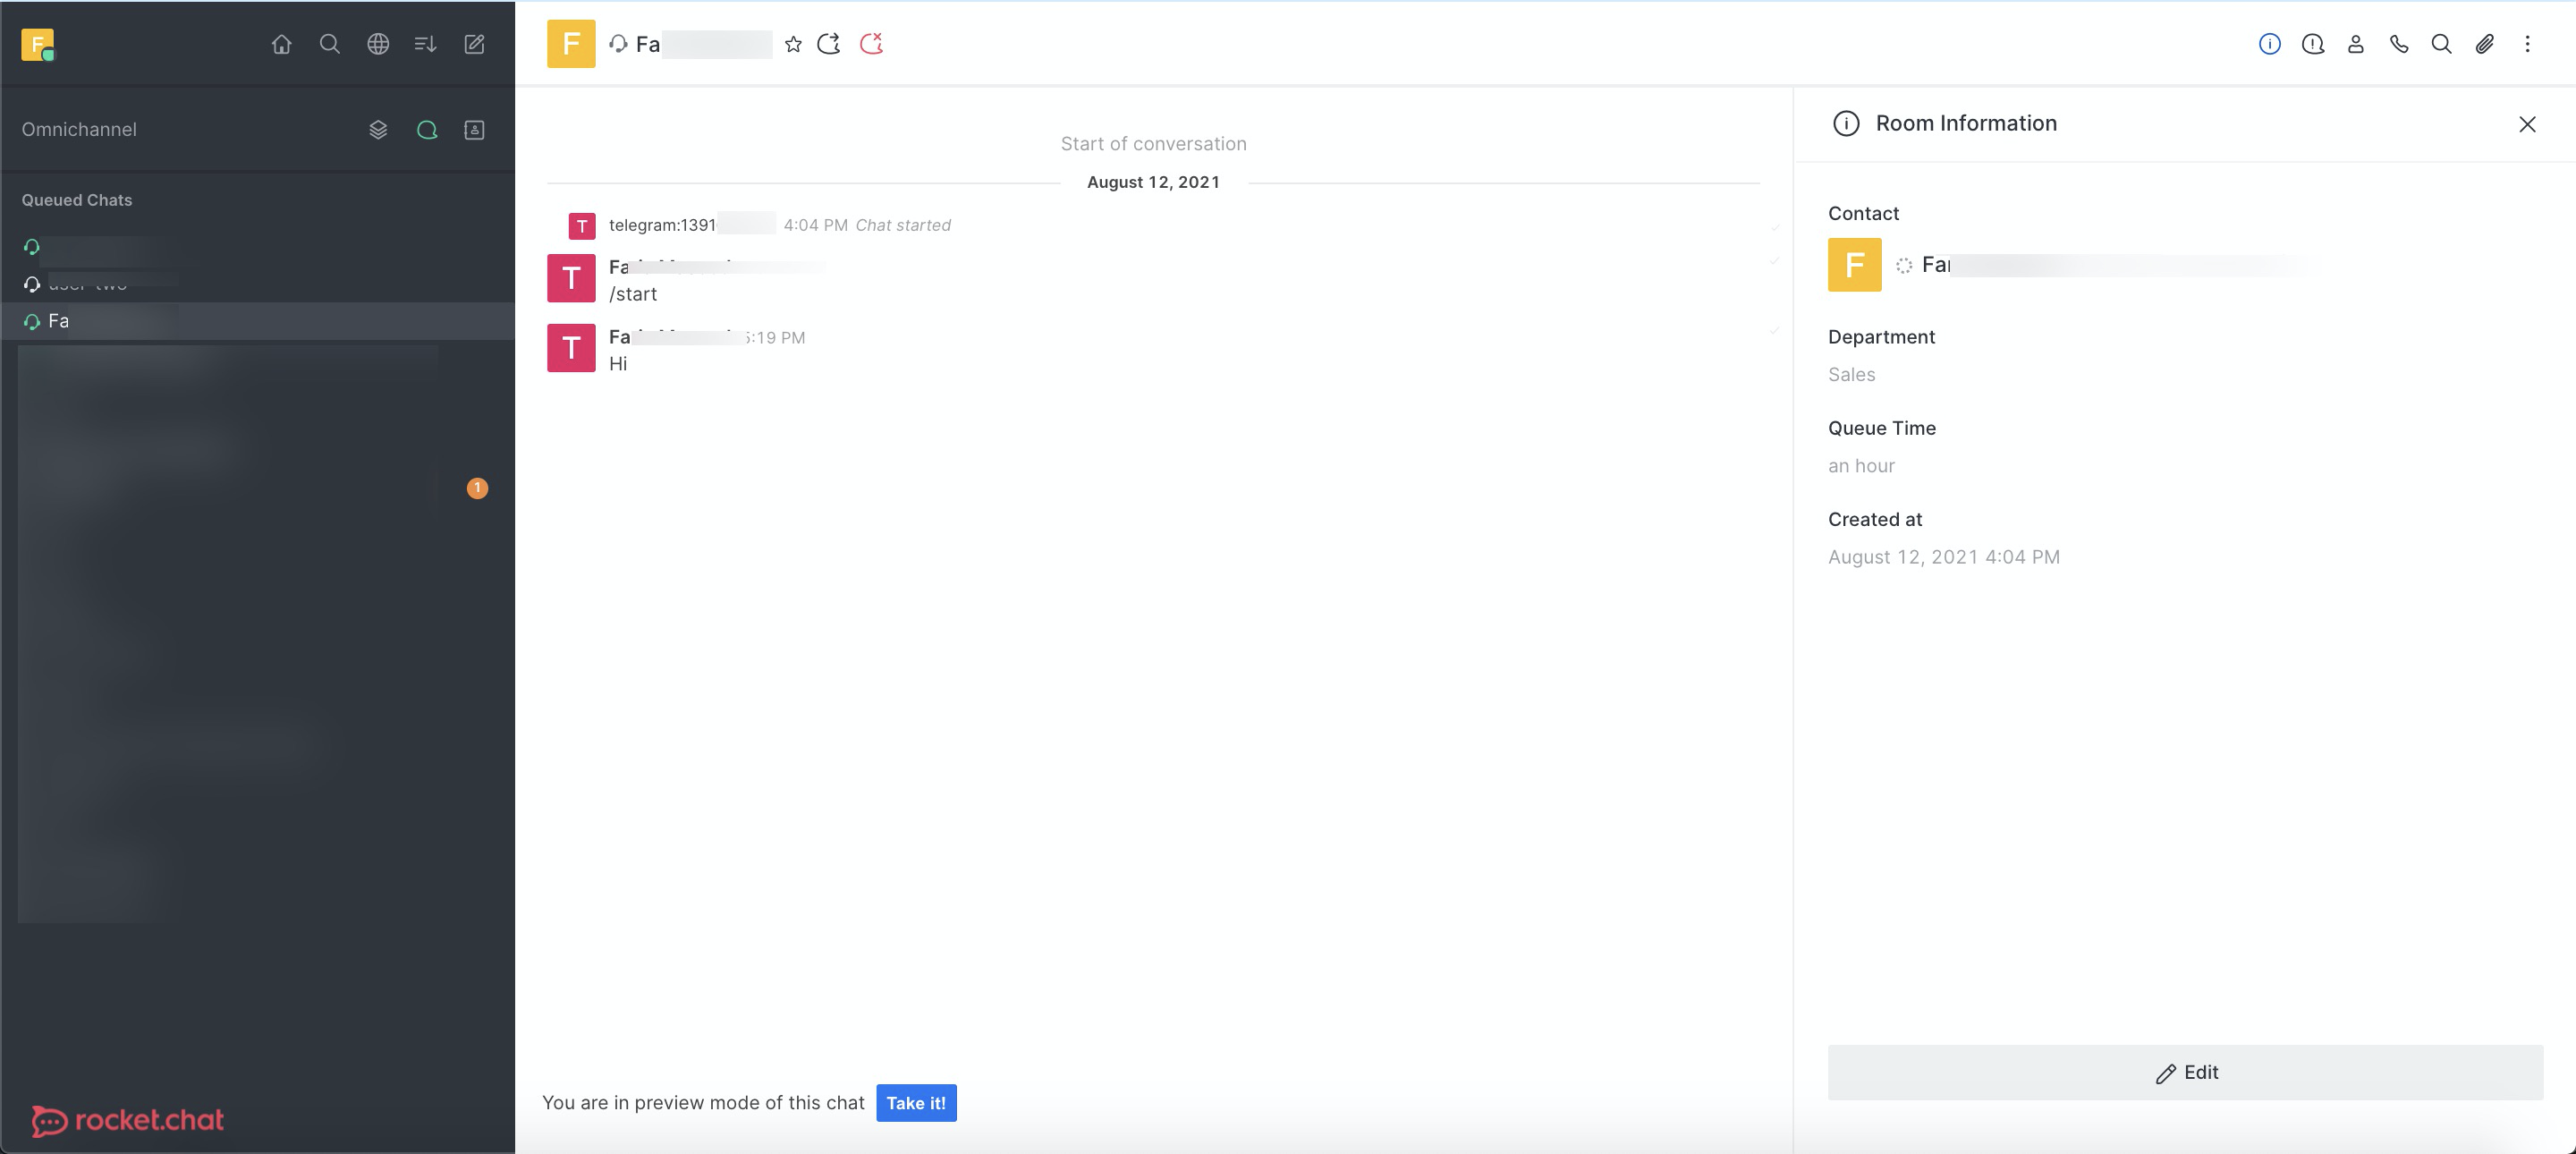 F
Omnichannel
Queued Chats
Fa
1
rocket.chat
F Fa
Start of conversation
August 12, 2021
T telegram:1391 4:04 PM Chat started
T Fa
/start
T Fa 5:19 PM
Hi
You are in preview mode of this chat Take it!
Room Information
Contact
F Far
Department
Sales
Queue Time
an hour
Created at
August 12, 2021 4:04 PM
Edit